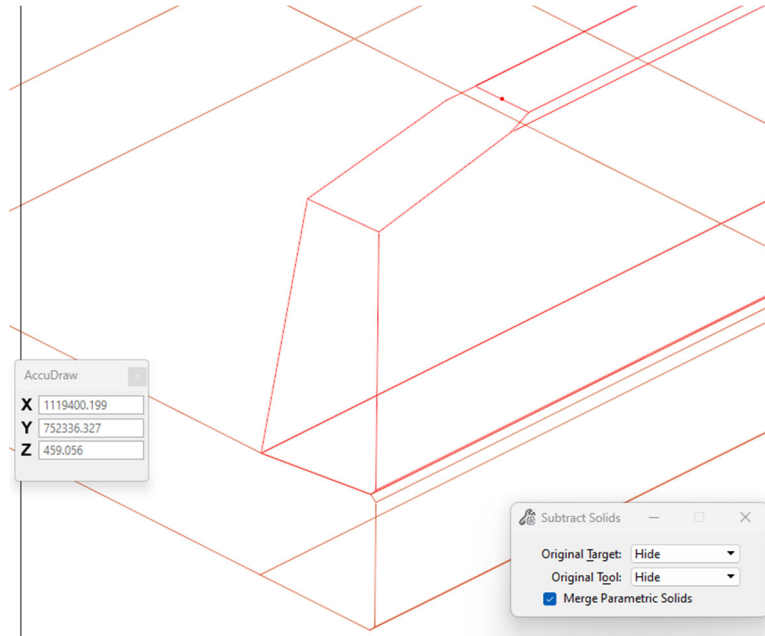 AccuDraw
X 1119400.199
Y 752336.327
Z 459.056
Subtract Solids
Original Target: Hide
Original Tool: Hide
Merge Parametric Solids